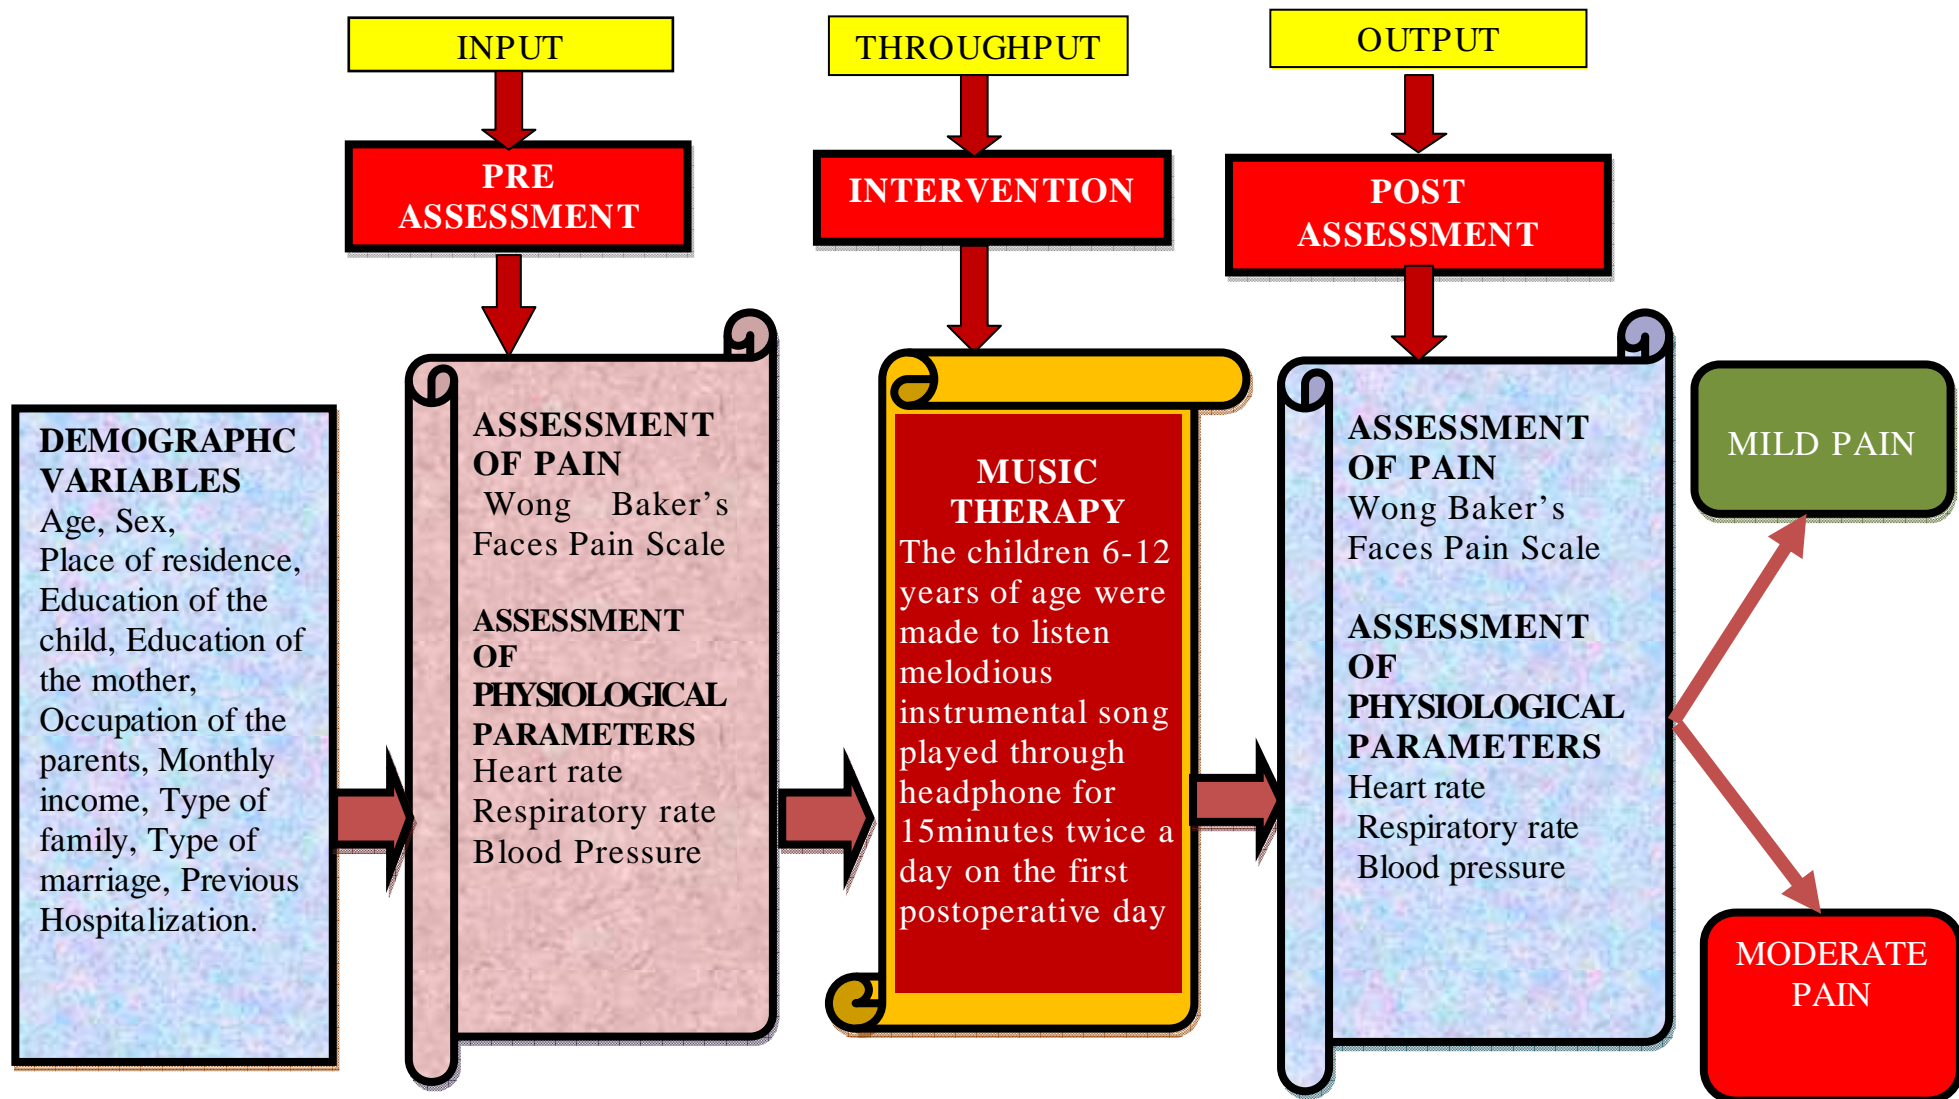 INPUT
THROUGHPUT
OUTPUT
PRE
ASSESSMENT
INTERVENTION
POST
ASSESSMENT
DEMOGRAPHC
VARIABLES
Age, Sex,
Place of residence,
Education of the
child, Education of
the mother,
Occupation of the
parents, Monthly
income, Type of
family, Type of
marriage, Previous
Hospitalization.
ASSESSMENT
OF PAIN
Wong Baker’s
Faces Pain Scale
ASSESSMENT
OF
PHYSIOLOGICAL
PARAMETERS
Heart rate
Respiratory rate
Blood Pressure
MUSIC
THERAPY
The children 6-12
years of age were
made to listen
melodious
instrumental song
played through
headphone for
15minutes twice a
day on the first
postoperative day
ASSESSMENT
OF PAIN
Wong Baker’s
Faces Pain Scale
ASSESSMENT
OF
PHYSIOLOGICAL
PARAMETERS
Heart rate
Respiratory rate
Blood pressure
MILD PAIN
MODERATE
PAIN